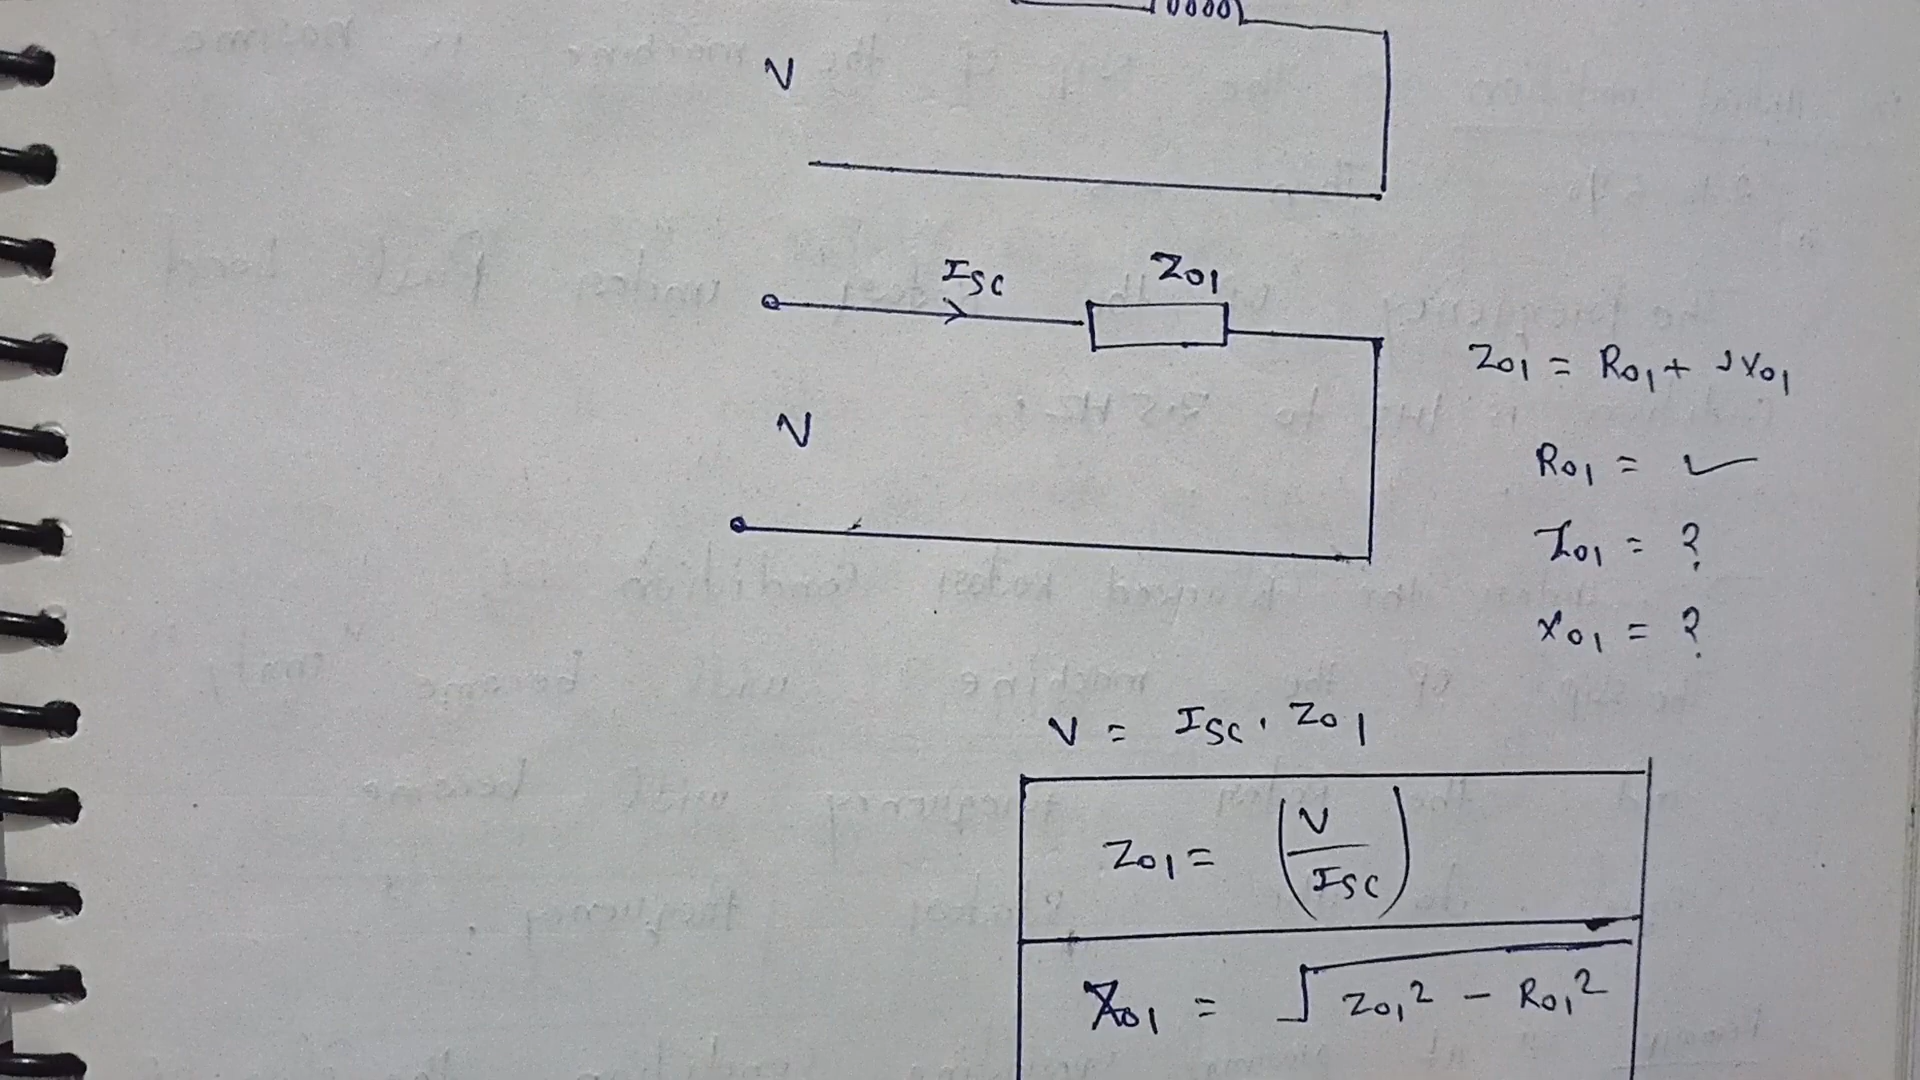 V
Isc Z01
Z01 = R01 + JX01
V
R01 = ✓
Z01 = ?
X01 = ?
V = Isc . Z01
Z01 = (V/Isc)
X01 = √Z01² - R01²